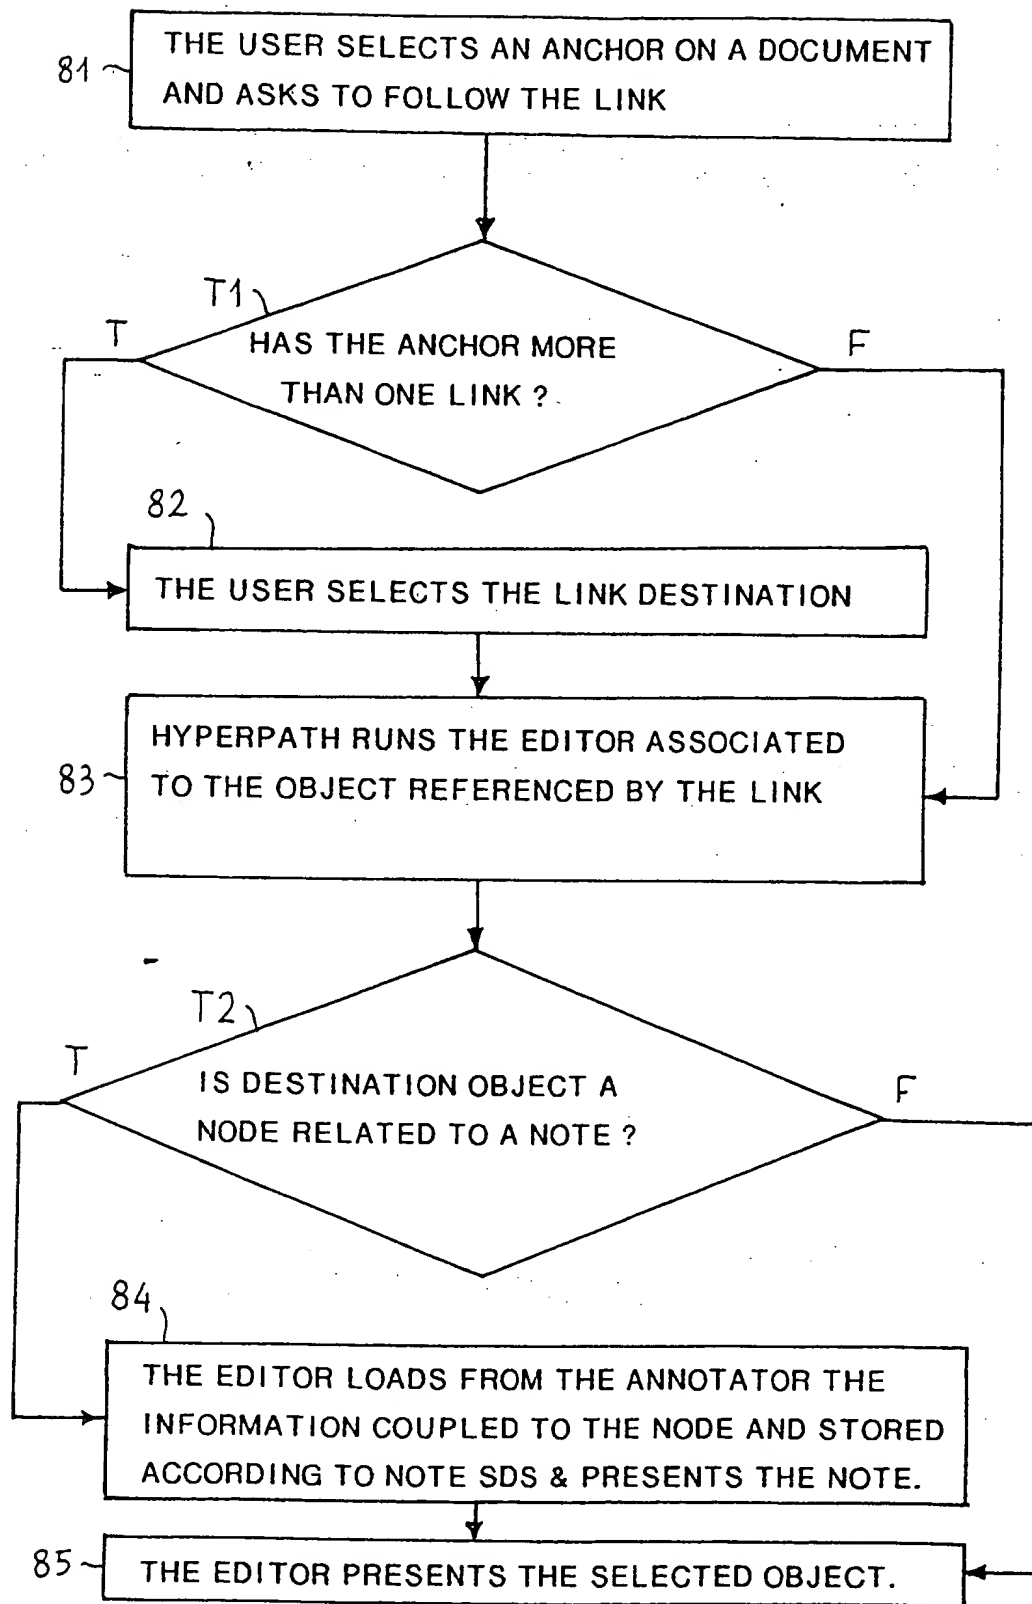 81
THE USER SELECTS AN ANCHOR ON A DOCUMENT
AND ASKS TO FOLLOW THE LINK
T1
T
F
HAS THE ANCHOR MORE
THAN ONE LINK ?
82
THE USER SELECTS THE LINK DESTINATION
83
HYPERPATH RUNS THE EDITOR ASSOCIATED
TO THE OBJECT REFERENCED BY THE LINK
T2
T
F
IS DESTINATION OBJECT A
NODE RELATED TO A NOTE ?
84
THE EDITOR LOADS FROM THE ANNOTATOR THE
INFORMATION COUPLED TO THE NODE AND STORED
ACCORDING TO NOTE SDS & PRESENTS THE NOTE.
85
THE EDITOR PRESENTS THE SELECTED OBJECT.